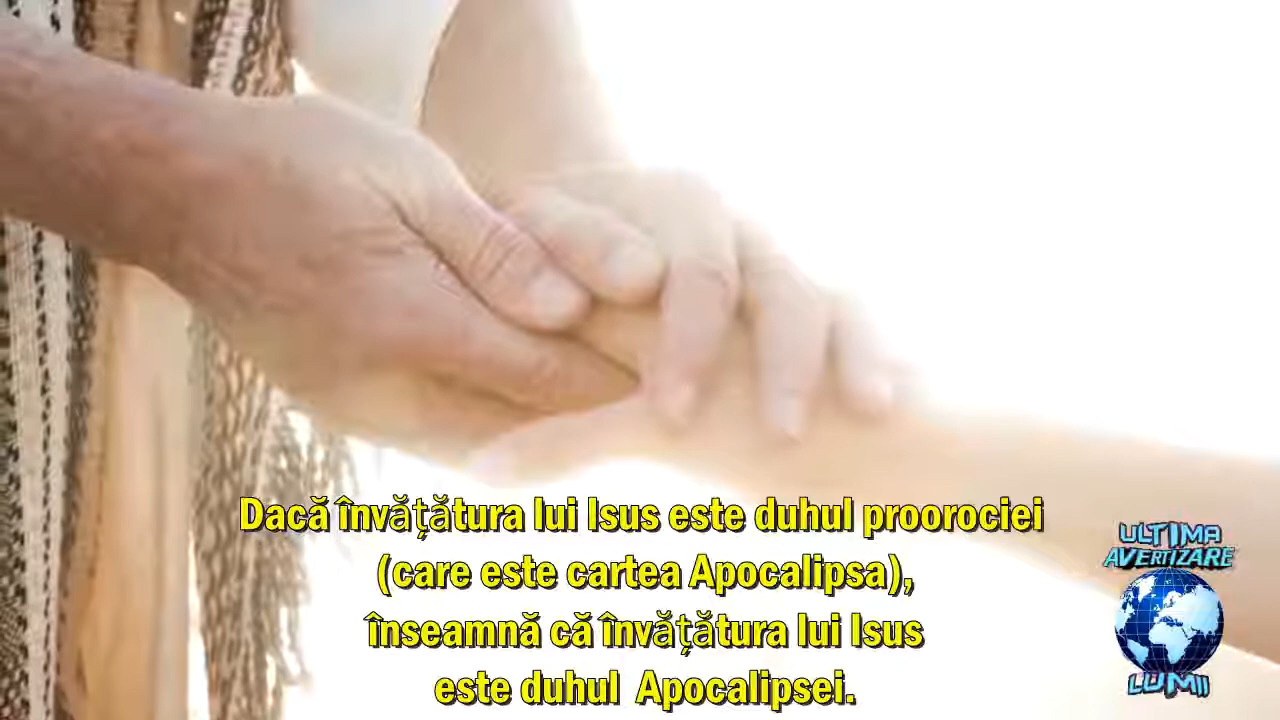 Dacă învățătura lui Isus este duhul proorociei
(care este cartea Apocalipsa),
înseamnă că învățătura lui Isus
este duhul  Apocalipsei.
ULTIMA
AVERTIZARE
LUMII